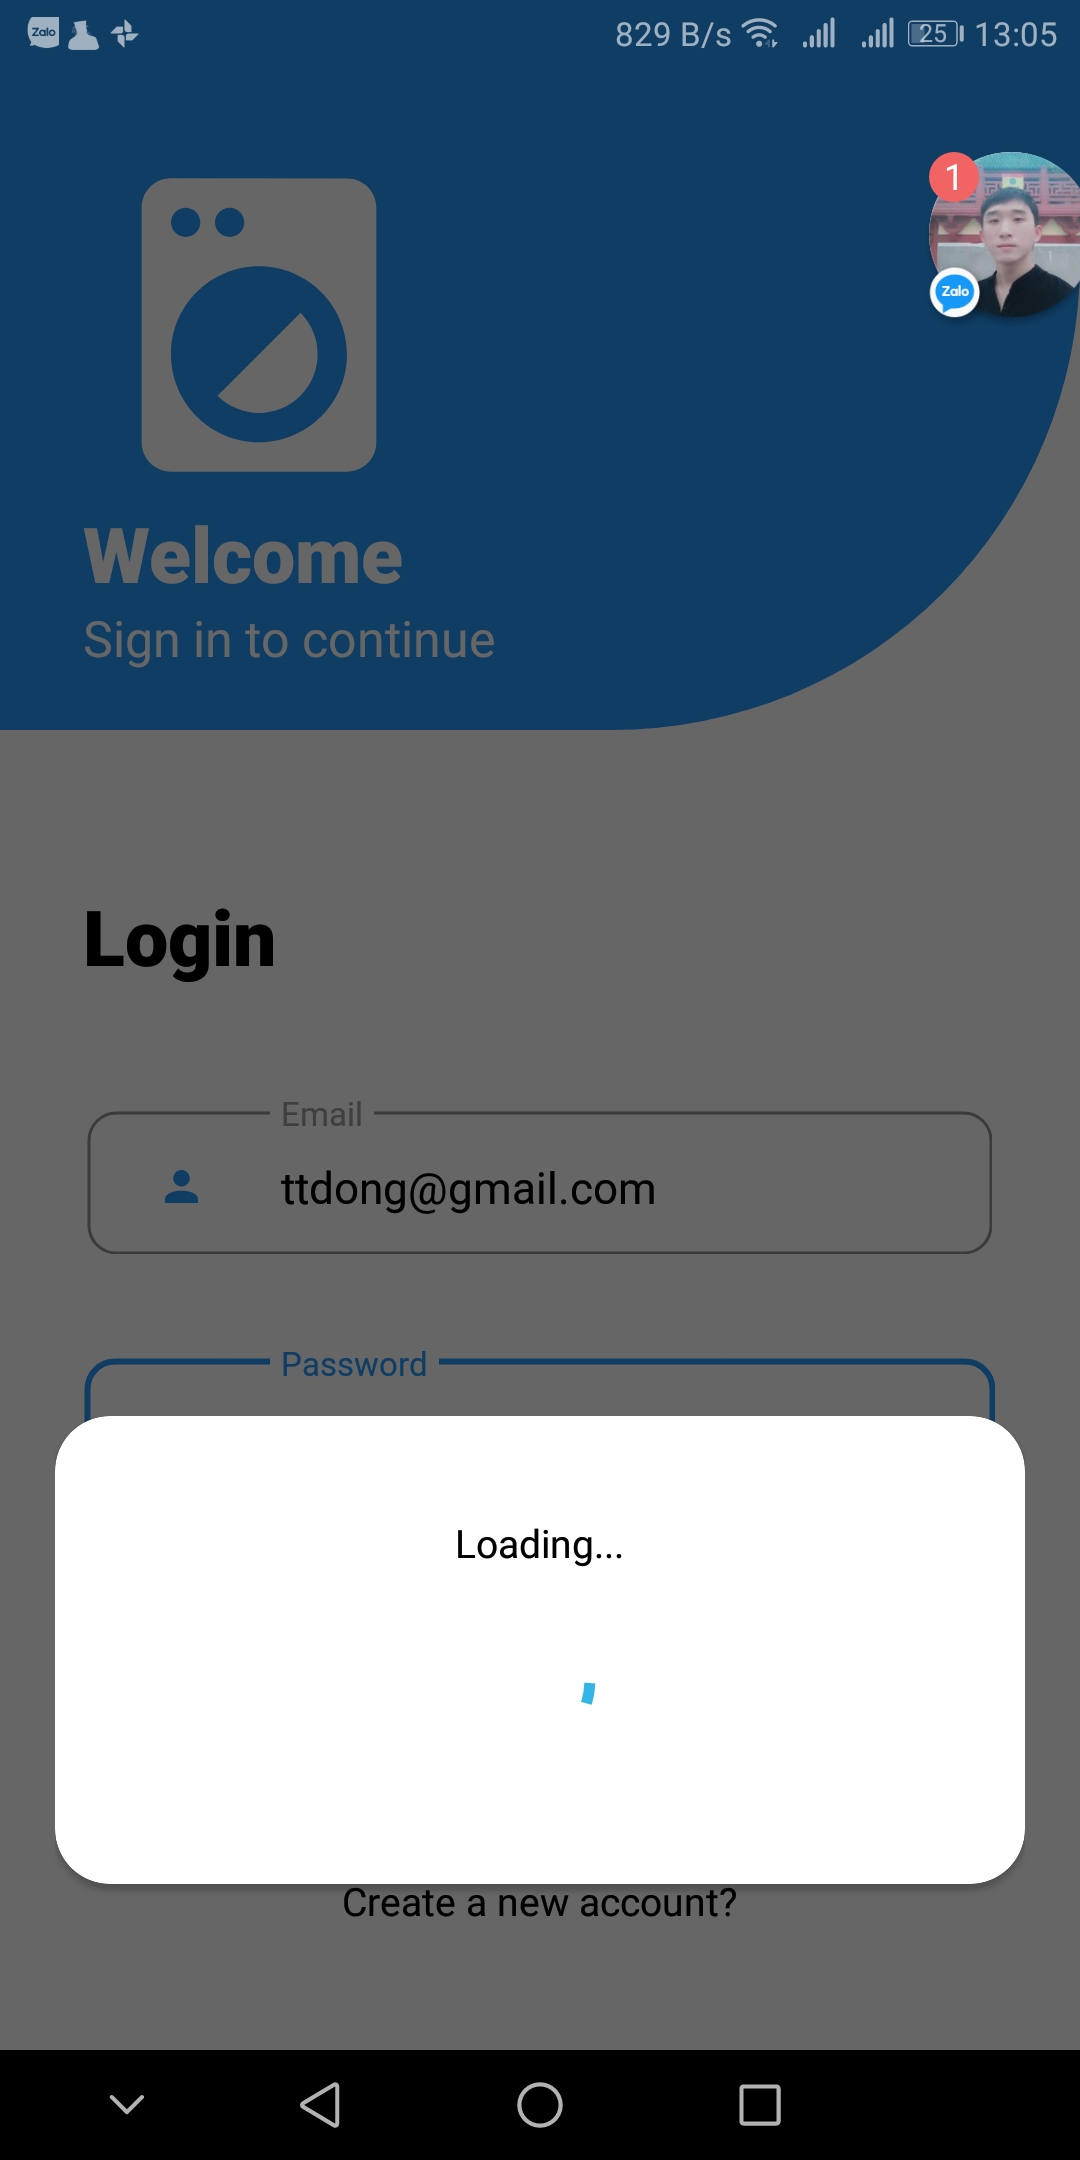 Zalo
829 B/s 25 13:05
1
Zalo
Welcome
Sign in to continue
Login
Email
ttdong@gmail.com
Password
Loading...
Create a new account?